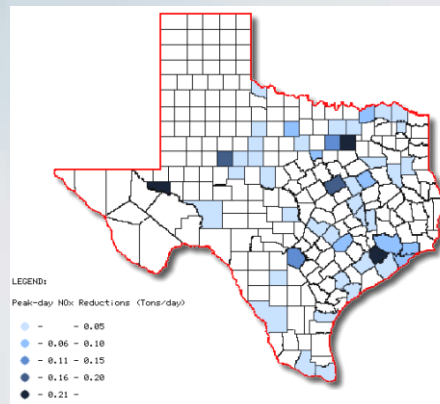 LEGEND:
Peak-day NOx Reductions (Tons/day)
- - 0.05
- 0.06 - 0.10
- 0.11 - 0.15
- 0.16 - 0.20
- 0.21 -